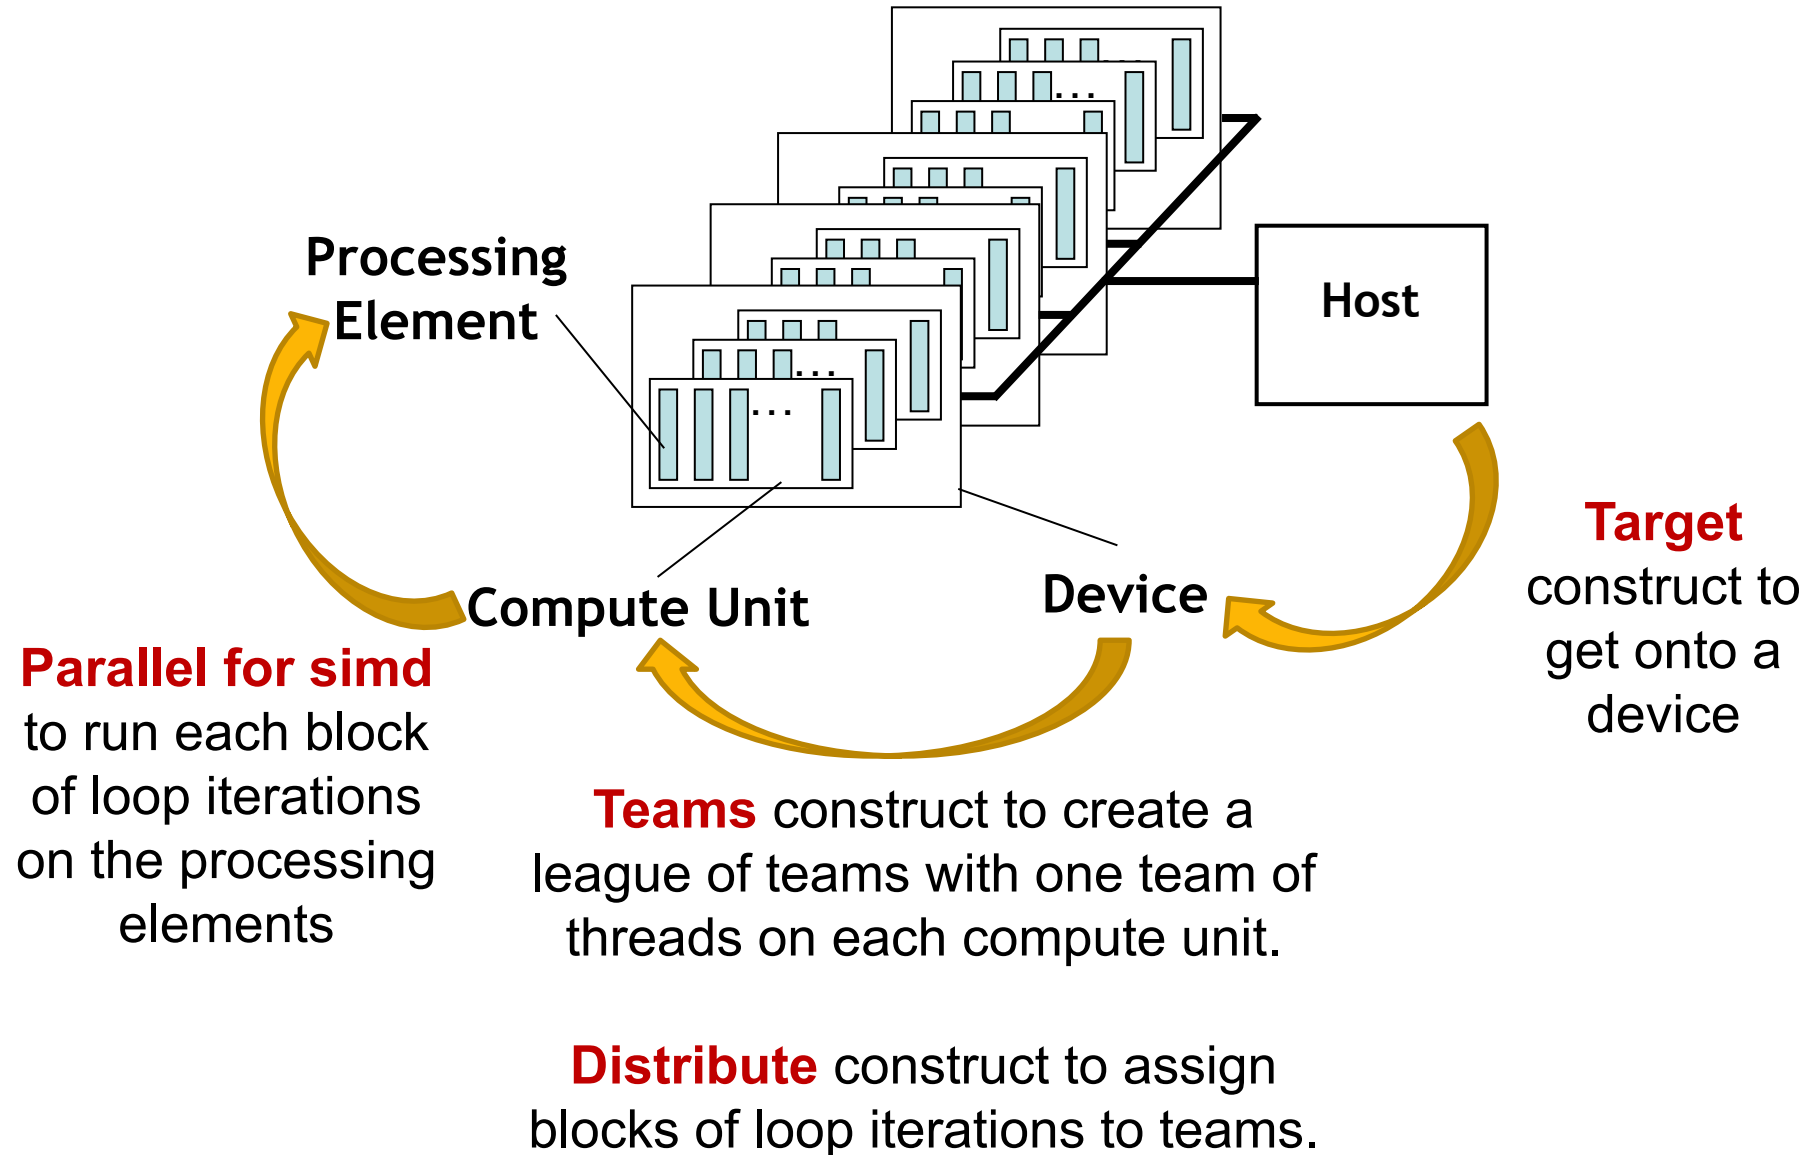 Processing
Element
Host
...
...
...
...
Compute Unit
Device
Target
construct to
get onto a
device
Parallel for simd
to run each block
of loop iterations
on the processing
elements
Teams construct to create a
league of teams with one team of
threads on each compute unit.
Distribute construct to assign
blocks of loop iterations to teams.